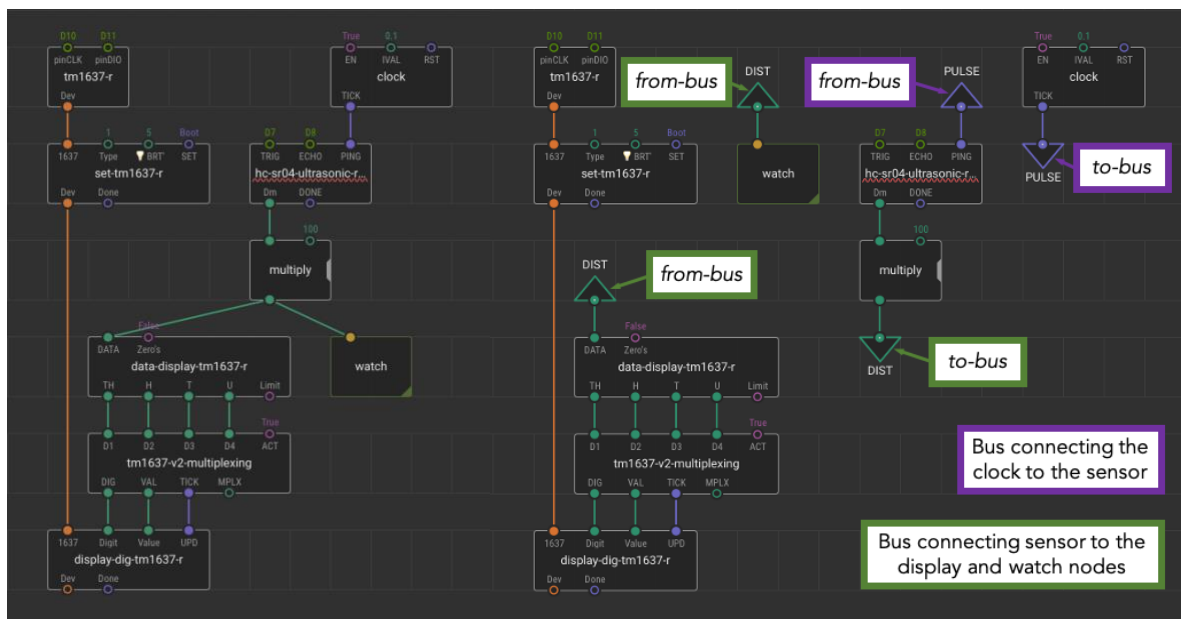 D10 D11
pinCLK pinDIO
tm1637-r
Dev
True 0.1
EN IVAL RST
clock
TICK
1 5 Boot
1637 Type 💡 BRT' SET
set-tm1637-r
Dev Done
D7 D8
TRIG ECHO PING
hc-sr04-ultrasonic-r...
Dm DONE
100
multiply
False
DATA Zero's
data-display-tm1637-r
TH H T U Limit
watch
True
D1 D2 D3 D4 ACT
tm1637-v2-multiplexing
DIG VAL TICK MPLX
1637 Digit Value UPD
display-dig-tm1637-r
Dev Done
D10 D11
pinCLK pinDIO
tm1637-r
Dev
from-bus
DIST
from-bus
PULSE
True 0.1
EN IVAL RST
clock
TICK
1 5 Boot
1637 Type 💡 BRT' SET
set-tm1637-r
Dev Done
watch
D7 D8
TRIG ECHO PING
hc-sr04-ultrasonic-r...
Dm DONE
PULSE
to-bus
DIST
from-bus
100
multiply
False
DATA Zero's
data-display-tm1637-r
TH H T U Limit
DIST
to-bus
True
D1 D2 D3 D4 ACT
tm1637-v2-multiplexing
DIG VAL TICK MPLX
1637 Digit Value UPD
display-dig-tm1637-r
Dev Done
Bus connecting the
clock to the sensor
Bus connecting sensor to the
display and watch nodes